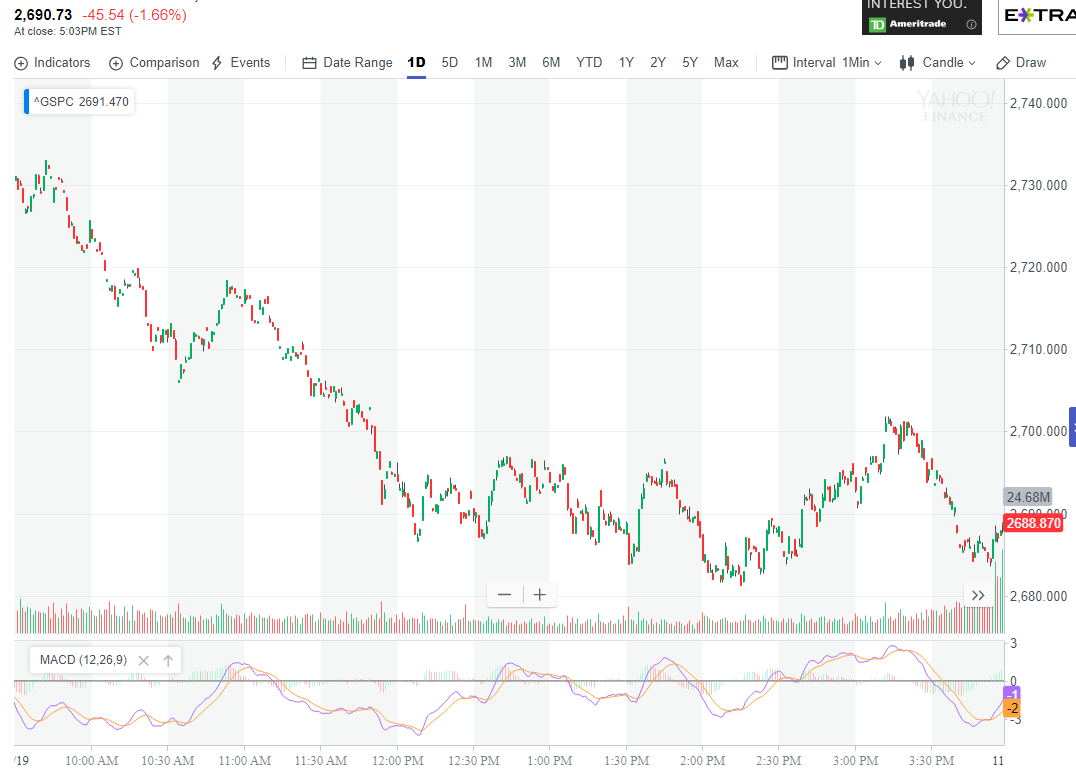 2,690.73 -45.54 (-1.66%)
At close: 5:03PM EST
INTEREST YOU.
TD Ameritrade
E*TRA
Indicators Comparison Events Date Range 1D 5D 1M 3M 6M YTD 1Y 2Y 5Y Max Interval 1Min Candle Draw
^GSPC 2691.470
YAHOO!
FINANCE
2,740.000
2,730.000
2,720.000
2,710.000
2,700.000
24.68M
2,690.000
2688.870
2,680.000
MACD (12,26,9)
3
0
-1
-2
-3
/19 10:00 AM 10:30 AM 11:00 AM 11:30 AM 12:00 PM 12:30 PM 1:00 PM 1:30 PM 2:00 PM 2:30 PM 3:00 PM 3:30 PM 11